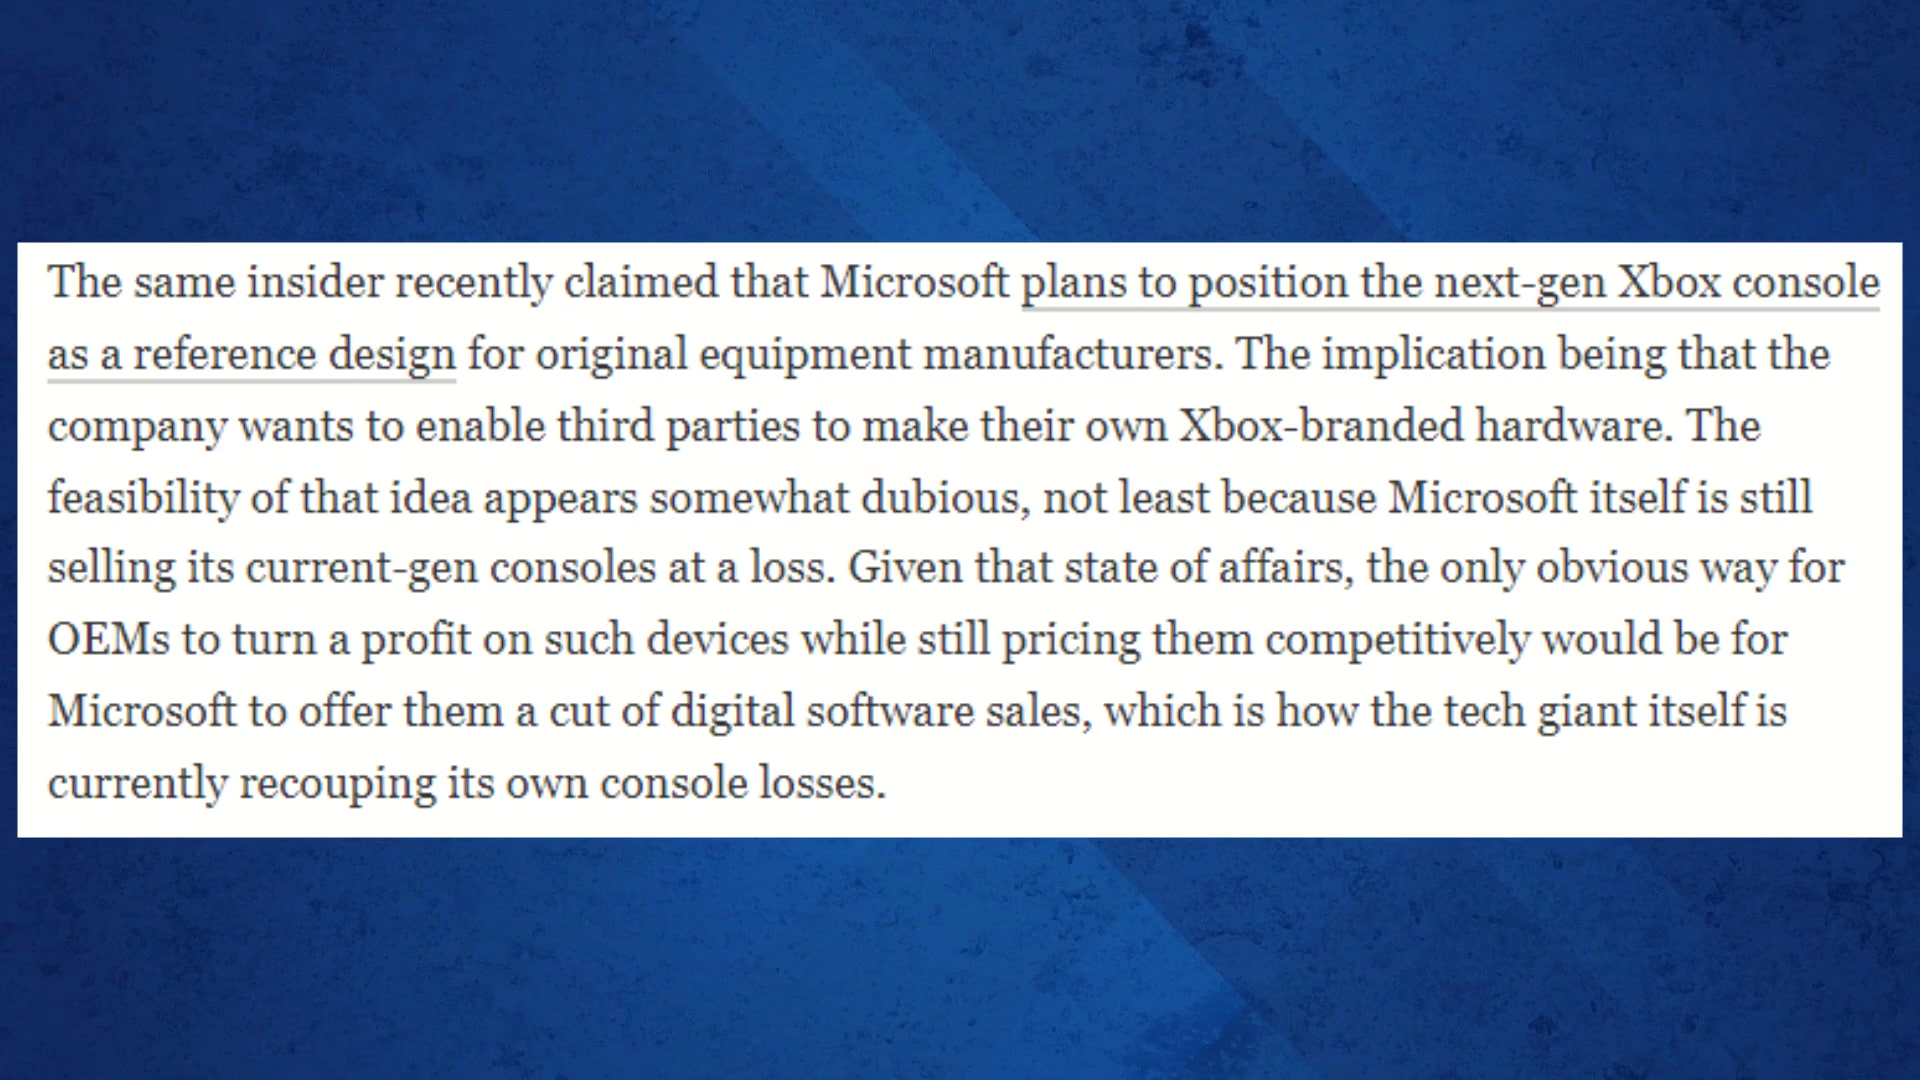 The same insider recently claimed that Microsoft plans to position the next-gen Xbox console
as a reference design for original equipment manufacturers. The implication being that the
company wants to enable third parties to make their own Xbox-branded hardware. The
feasibility of that idea appears somewhat dubious, not least because Microsoft itself is still
selling its current-gen consoles at a loss. Given that state of affairs, the only obvious way for
OEMs to turn a profit on such devices while still pricing them competitively would be for
Microsoft to offer them a cut of digital software sales, which is how the tech giant itself is
currently recouping its own console losses.